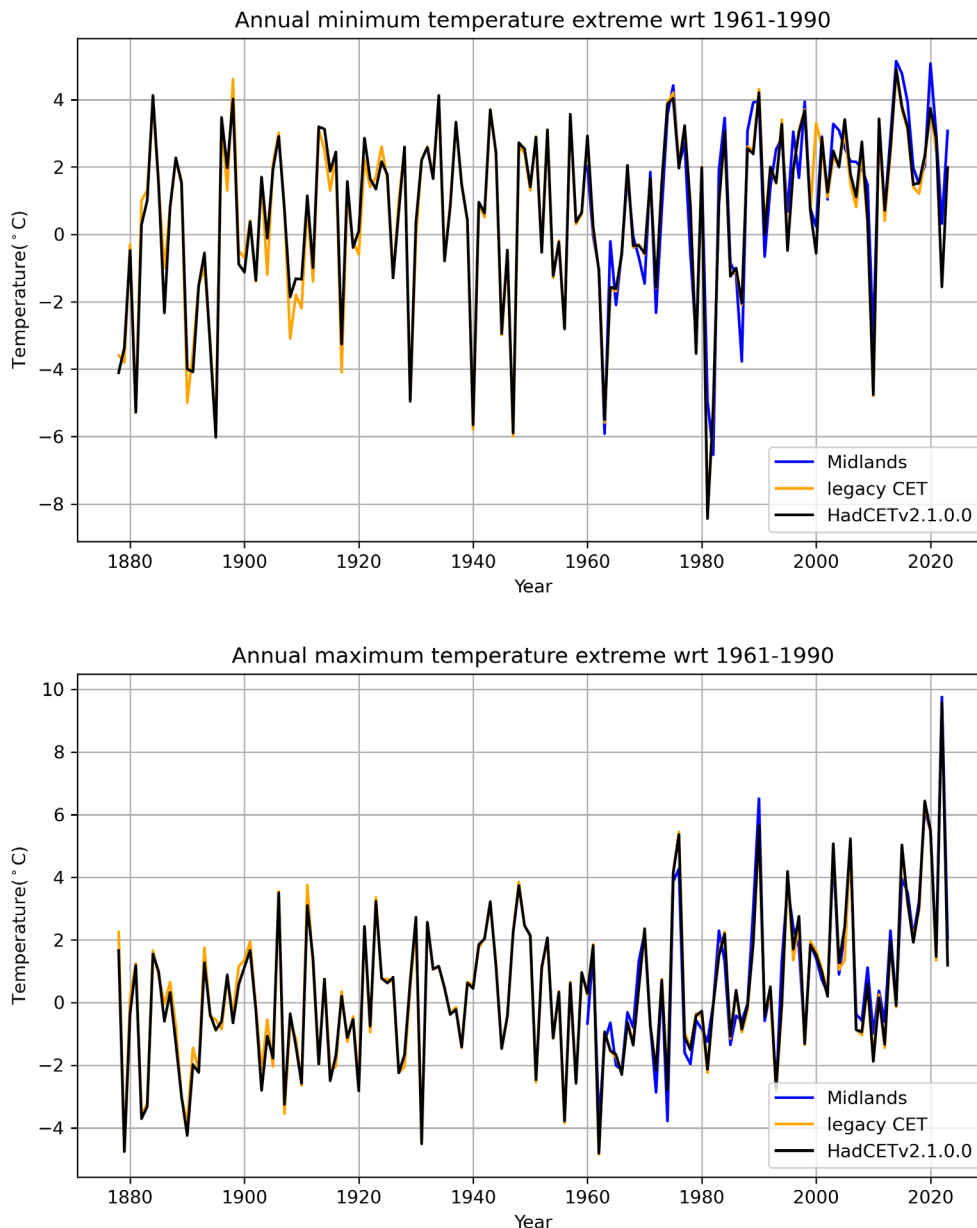 Annual minimum temperature extreme wrt 1961-1990
Temperature(°C)
4
2
0
−2
−4
−6
−8
Midlands
legacy CET
HadCETv2.1.0.0
1880 1900 1920 1940 1960 1980 2000 2020
Year
Annual maximum temperature extreme wrt 1961-1990
Temperature(°C)
10
8
6
4
2
0
−2
−4
Midlands
legacy CET
HadCETv2.1.0.0
1880 1900 1920 1940 1960 1980 2000 2020
Year